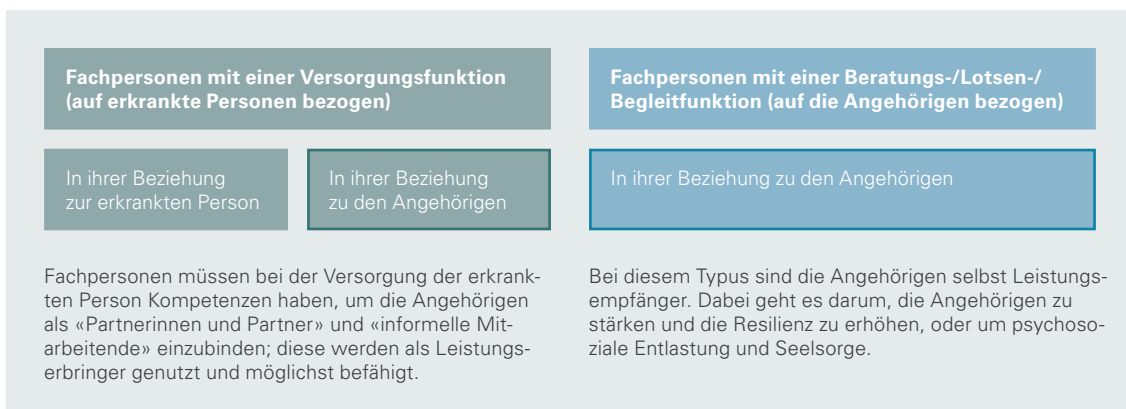 Fachpersonen mit einer Versorgungsfunktion
(auf erkrankte Personen bezogen)
In ihrer Beziehung
zur erkrankten Person
In ihrer Beziehung
zu den Angehörigen
Fachpersonen müssen bei der Versorgung der erkrank-
ten Person Kompetenzen haben, um die Angehörigen
als «Partnerinnen und Partner» und «informelle Mit-
arbeitende» einzubinden; diese werden als Leistungs-
erbringer genutzt und möglichst befähigt.
Fachpersonen mit einer Beratungs-/Lotsen-/
Begleitfunktion (auf die Angehörigen bezogen)
In ihrer Beziehung zu den Angehörigen
Bei diesem Typus sind die Angehörigen selbst Leistungs-
empfänger. Dabei geht es darum, die Angehörigen zu
stärken und die Resilienz zu erhöhen, oder um psychoso-
ziale Entlastung und Seelsorge.